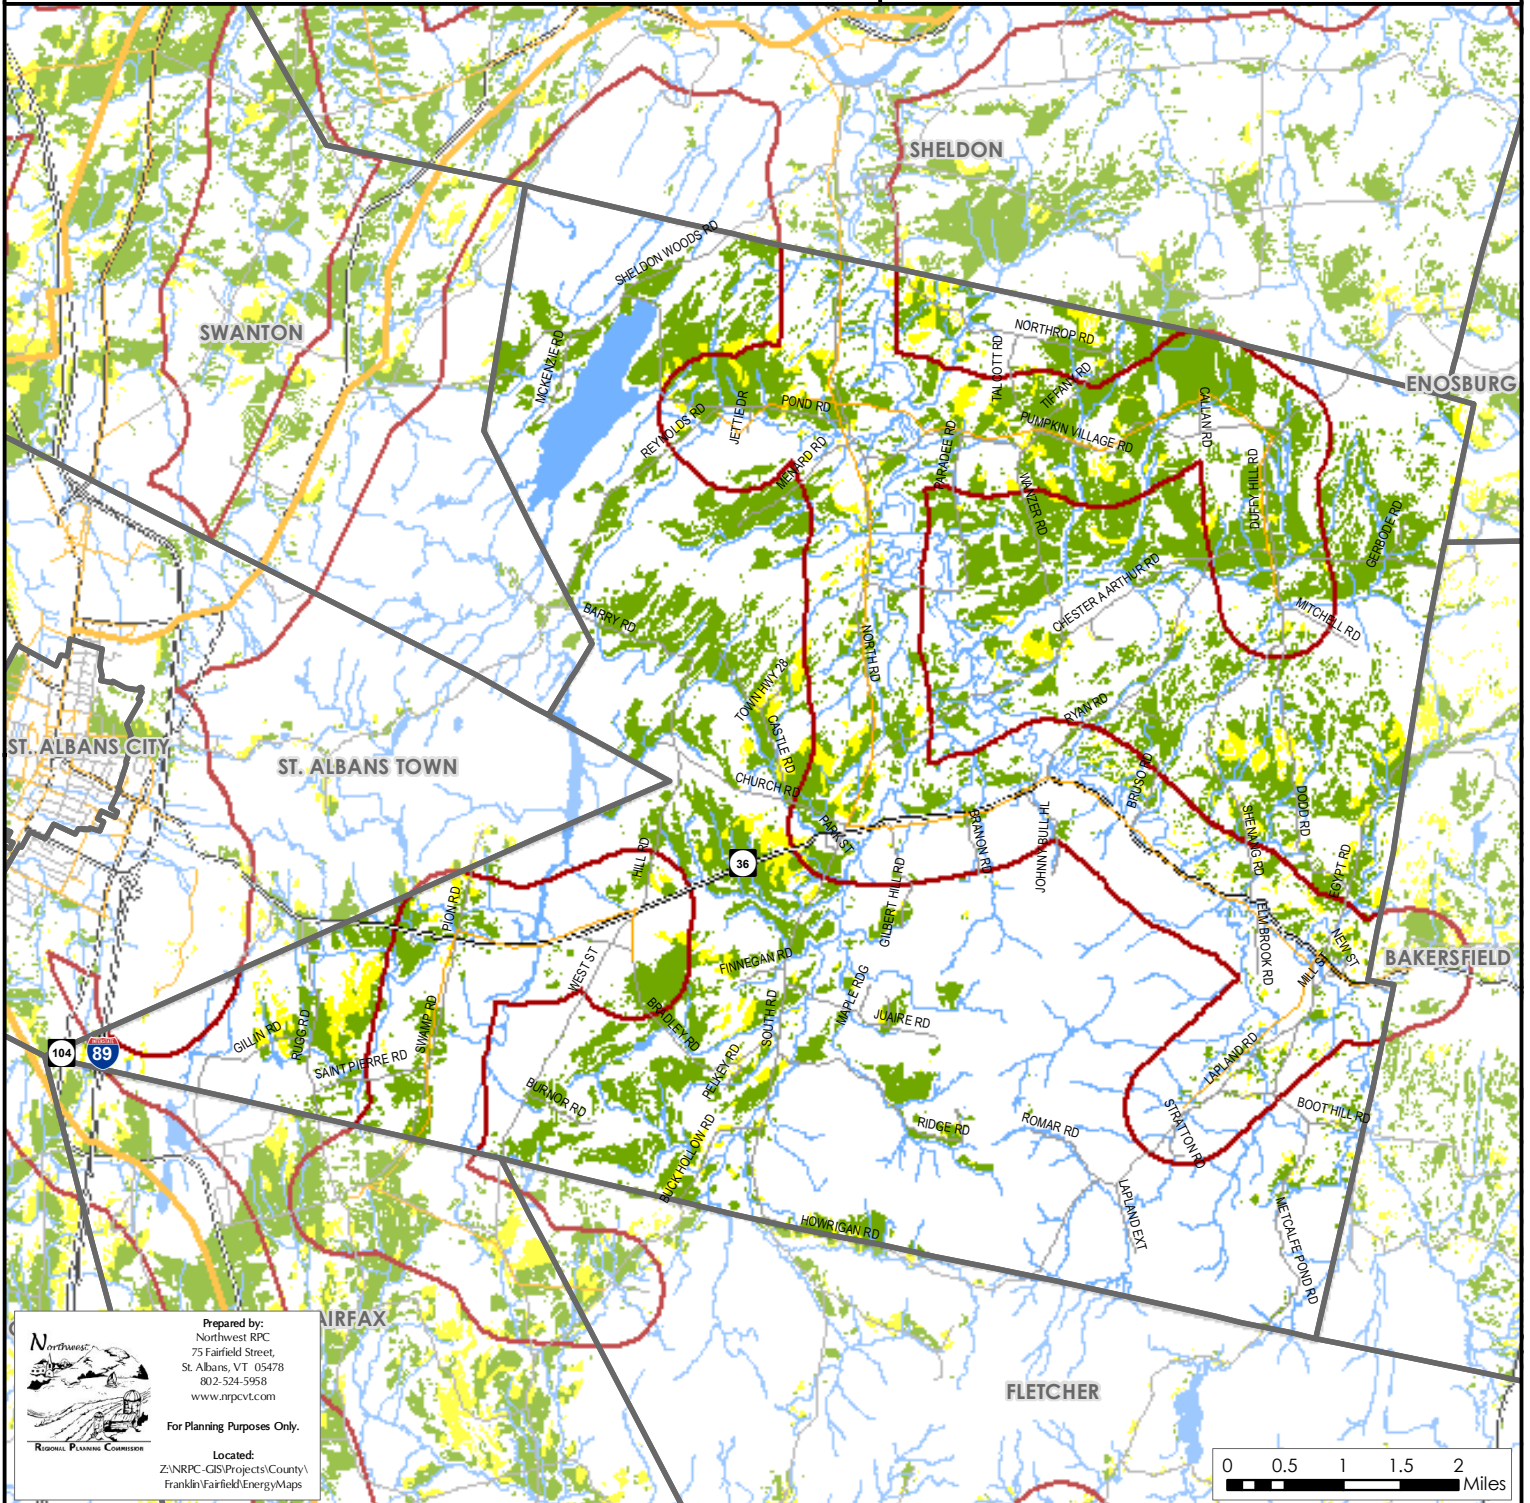 SHELDON
SHELDON WOODS RD
SWANTON
NORTHROP RD
TALCOTT RD
MCKENZIE RD
TIFFANY RD
ENOSBURG
JETTIE DR
POND RD
CALLAN RD
REYNOLDS RD
PUMPKIN VILLAGE RD
PARADEE RD
MENARD RD
DUFFY HILL RD
WANZER RD
GERBODE RD
CHESTER A ARTHUR RD
BARRY RD
MITCHELL RD
NORTH RD
TOWN HWY 28
RYAN RD
CASTLE RD
ST. ALBANS CITY
ST. ALBANS TOWN
CHURCH RD
BRUSO RD
DODD RD
PARK ST
BRANON RD
JOHNNY BULL HL
SHENANG RD
HILL RD
36
EGYPT RD
GILBERT HILL RD
PION RD
ELM BROOK RD
NEW ST
BAKERSFIELD
FINNEGAN RD
WEST ST
MILL ST
MAPLE RDG
JUAIRE RD
BRADLEY RD
SOUTH RD
SWAMP RD
RUGG RD
GILLIN RD
104
INTERSTATE
89
SAINT PIERRE RD
LAPLAND RD
PELKEY RD
BURNOR RD
BOOT HILL RD
STRATTON RD
RIDGE RD
ROMAR RD
BUCK HOLLOW RD
LAPLAND EXT
HOWRIGAN RD
METCALFE POND RD
AIRFAX
FLETCHER
Northwest
REGIONAL PLANNING COMMISSION
Prepared by:
Northwest RPC
75 Fairfield Street,
St. Albans, VT 05478
802-524-5958
www.nrpcvt.com
For Planning Purposes Only.
Located:
Z:\NRPC-GIS\Projects\County\
Franklin\Fairfield\EnergyMaps
0 0.5 1 1.5 2
Miles